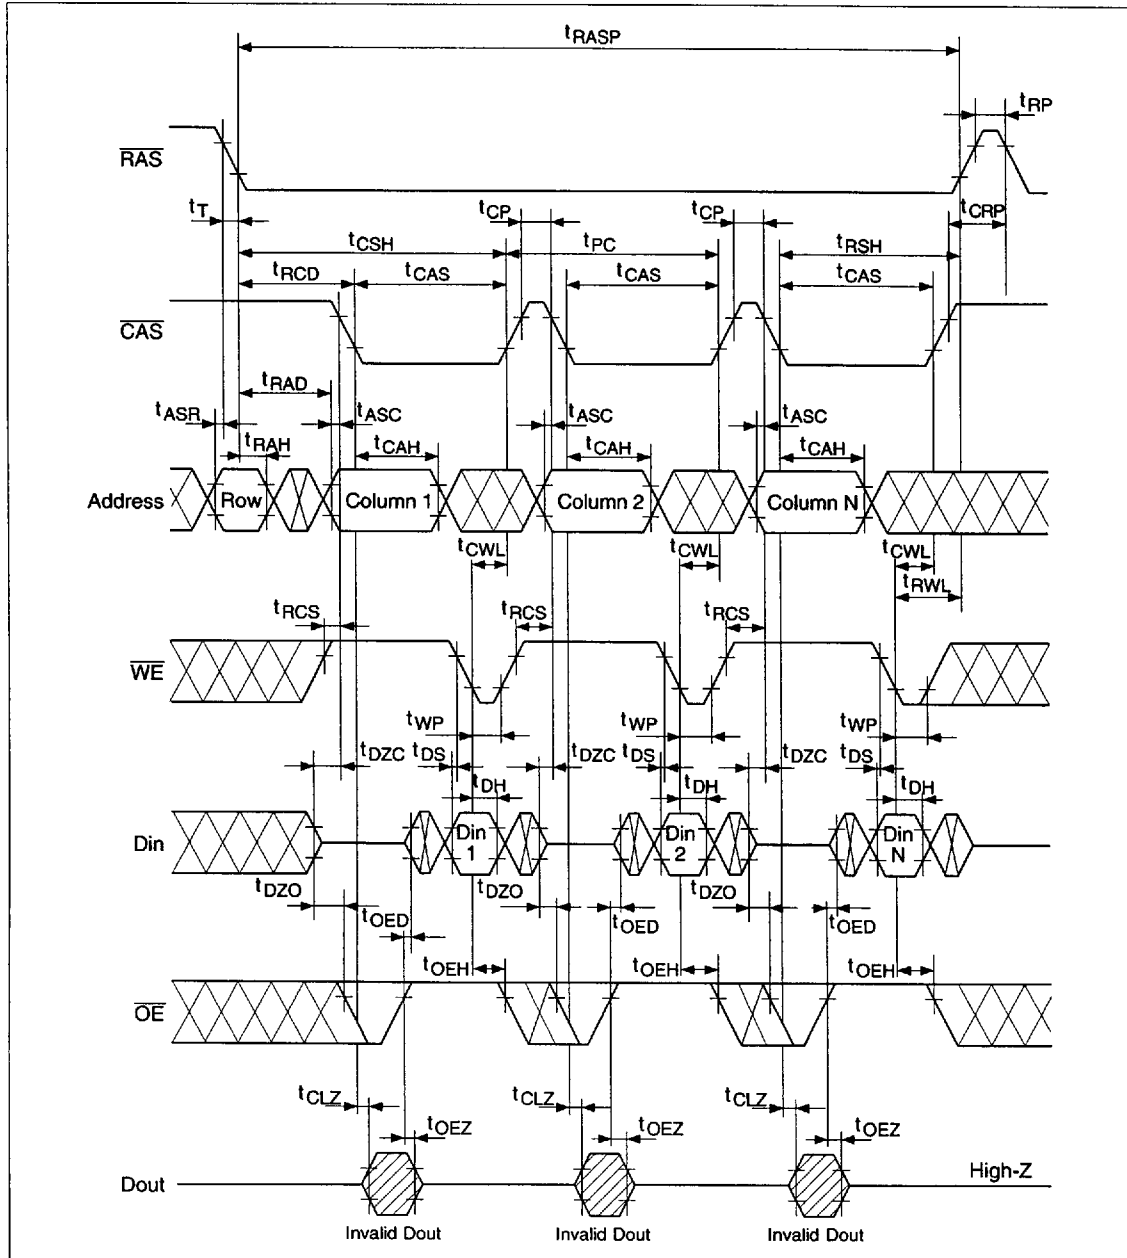 tRASP
tRP
RAS
tT
tCP
tCP
tCRP
tCSH
tPC
tRSH
tRCD
tCAS
tCAS
tCAS
CAS
tRAD
tASR
tASC
tASC
tRAH
tCAH
tCAH
tCAH
Address
Row
Column 1
Column 2
Column N
tCWL
tCWL
tCWL
tRWL
tRCS
tRCS
tRCS
WE
tWP
tWP
tWP
tDZC
tDS
tDZC
tDS
tDZC
tDS
tDH
tDH
tDH
Din
Din 1
Din 2
Din N
tDZO
tDZO
tDZO
tOED
tOED
tOED
tOEH
tOEH
tOEH
OE
tCLZ
tCLZ
tCLZ
tOEZ
tOEZ
tOEZ
Dout
High-Z
Invalid Dout
Invalid Dout
Invalid Dout